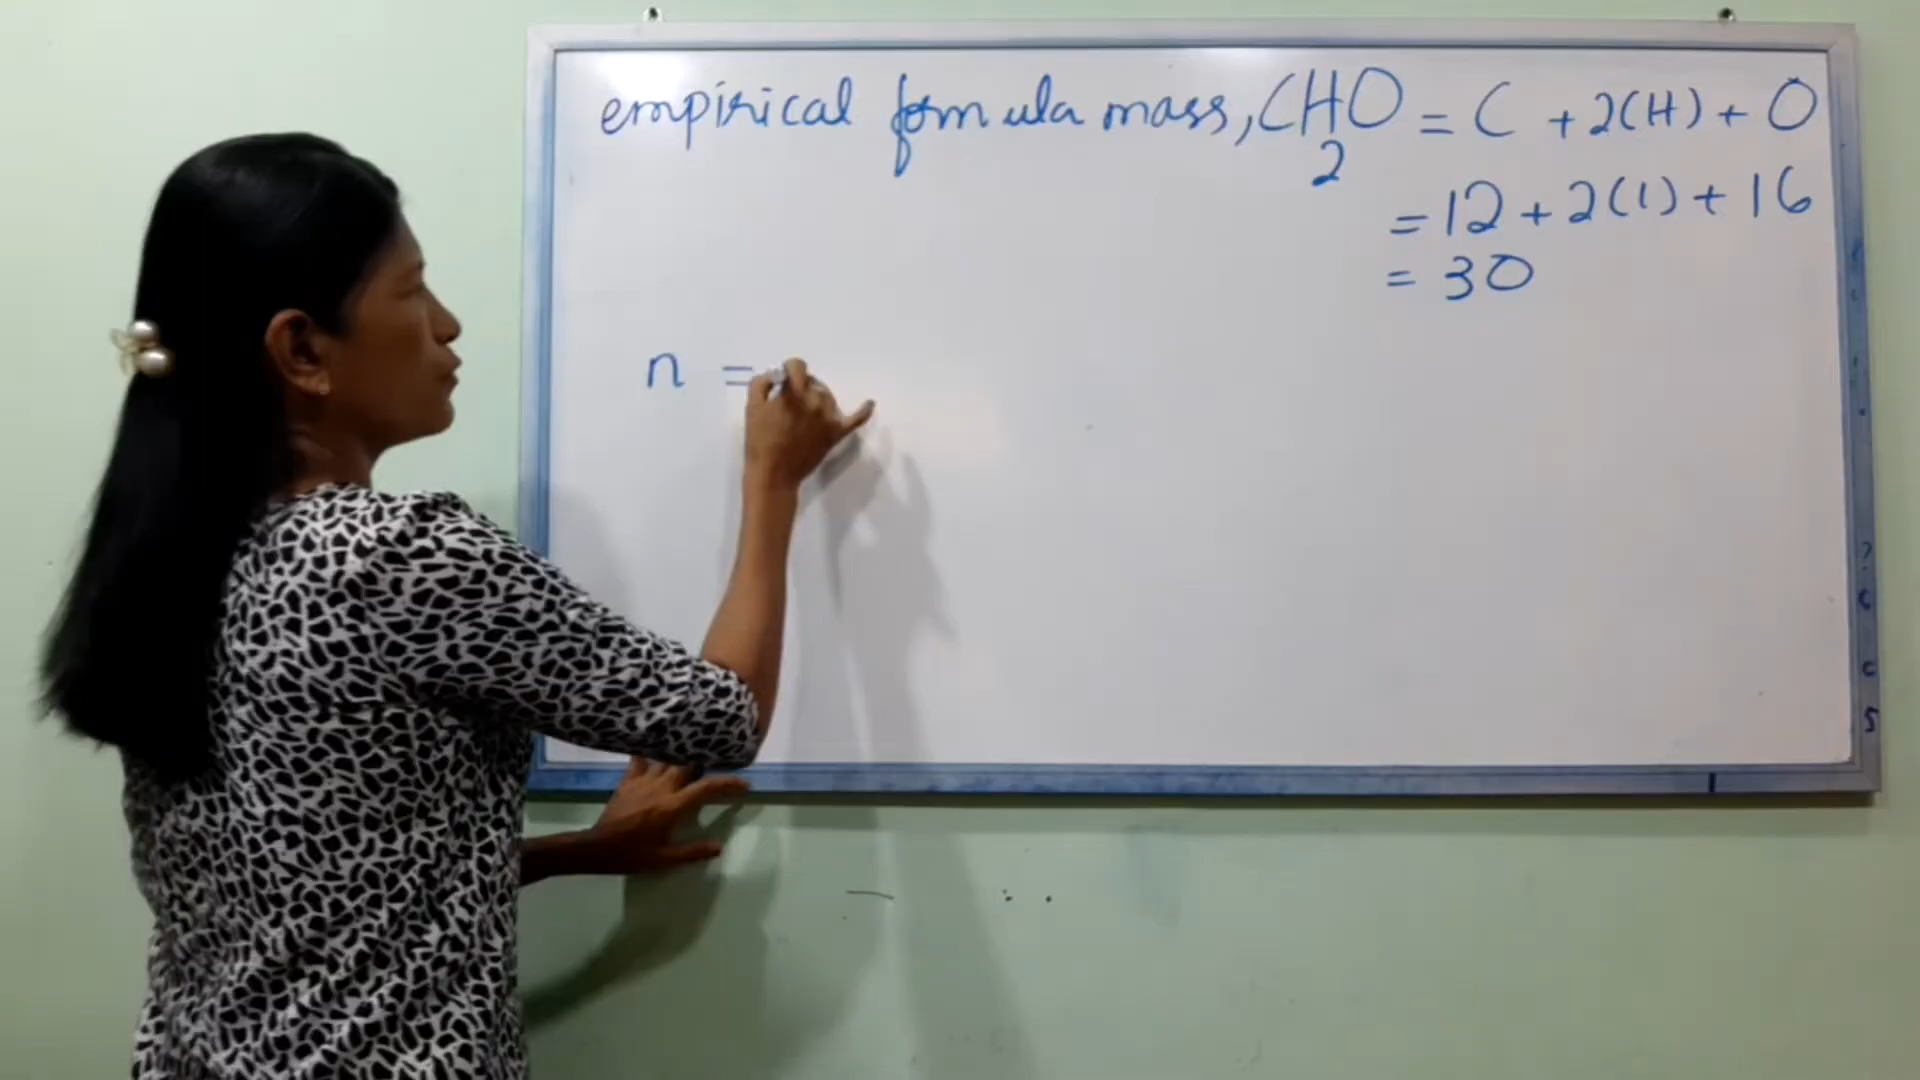 empirical formula mass, CH₂O = C + 2(H) + O
= 12 + 2(1) + 16
= 30
n =